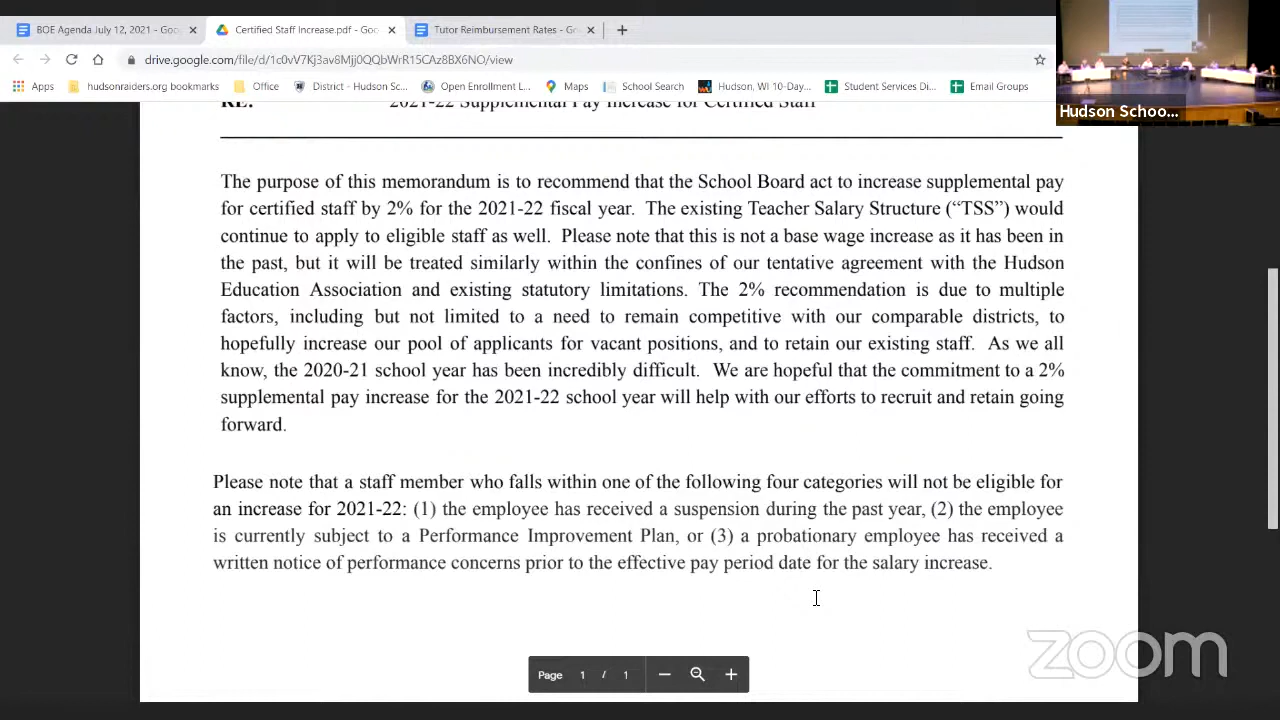 BOE Agenda July 12, 2021 - Goo
Certified Staff Increase.pdf - Go
Tutor Reimbursement Rates - Go
drive.google.com/file/d/1c0vV7Kj3av8Mjj0QQbWrR15CAz8BX6NO/view
Apps
hudsonraiders.org bookmarks
Office
District - Hudson Sc...
Open Enrollment L...
Maps
School Search
Hudson, WI 10-Day...
Student Services Di...
Email Groups
Hudson Schoo...
RE: 2021-22 Supplemental Pay Increase for Certified Staff
The purpose of this memorandum is to recommend that the School Board act to increase supplemental pay
for certified staff by 2% for the 2021-22 fiscal year. The existing Teacher Salary Structure (“TSS”) would
continue to apply to eligible staff as well. Please note that this is not a base wage increase as it has been in
the past, but it will be treated similarly within the confines of our tentative agreement with the Hudson
Education Association and existing statutory limitations. The 2% recommendation is due to multiple
factors, including but not limited to a need to remain competitive with our comparable districts, to
hopefully increase our pool of applicants for vacant positions, and to retain our existing staff. As we all
know, the 2020-21 school year has been incredibly difficult. We are hopeful that the commitment to a 2%
supplemental pay increase for the 2021-22 school year will help with our efforts to recruit and retain going
forward.
Please note that a staff member who falls within one of the following four categories will not be eligible for
an increase for 2021-22: (1) the employee has received a suspension during the past year, (2) the employee
is currently subject to a Performance Improvement Plan, or (3) a probationary employee has received a
written notice of performance concerns prior to the effective pay period date for the salary increase.
Page 1 / 1
zoom